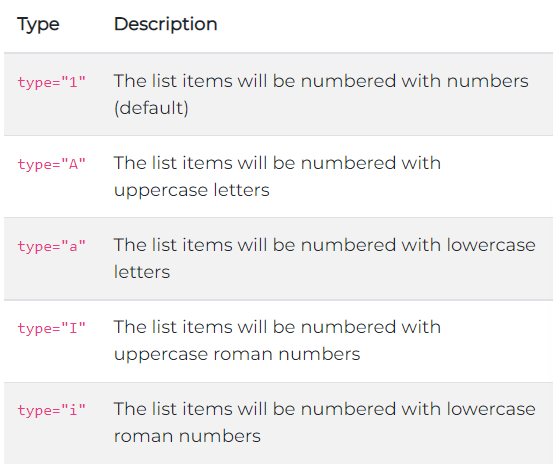 Type Description
type="1" The list items will be numbered with numbers
(default)
type="A" The list items will be numbered with
uppercase letters
type="a" The list items will be numbered with lowercase
letters
type="I" The list items will be numbered with
uppercase roman numbers
type="i" The list items will be numbered with lowercase
roman numbers